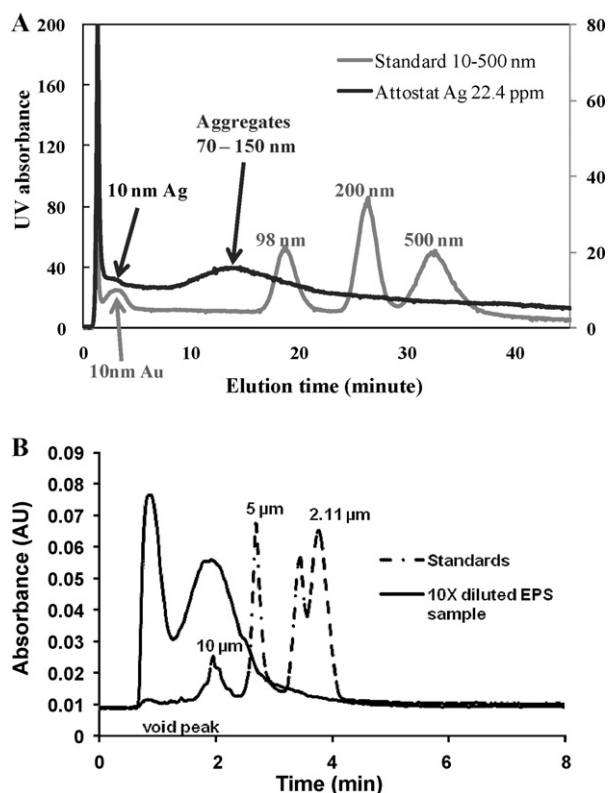 A
UV absorbance
200
160
120
80
40
0
80
60
40
20
0
Standard 10-500 nm
Attostat Ag 22.4 ppm
Aggregates
70 – 150 nm
10 nm Ag
98 nm
200 nm
500 nm
0
10
20
30
40
10nm Au
Elution time (minute)
B
Absorbance (AU)
0.09
0.08
0.07
0.06
0.05
0.04
0.03
0.02
0.01
0
5 µm
2.11 µm
Standards
10X diluted EPS
sample
10 µm
void peak
0
2
4
6
8
Time (min)